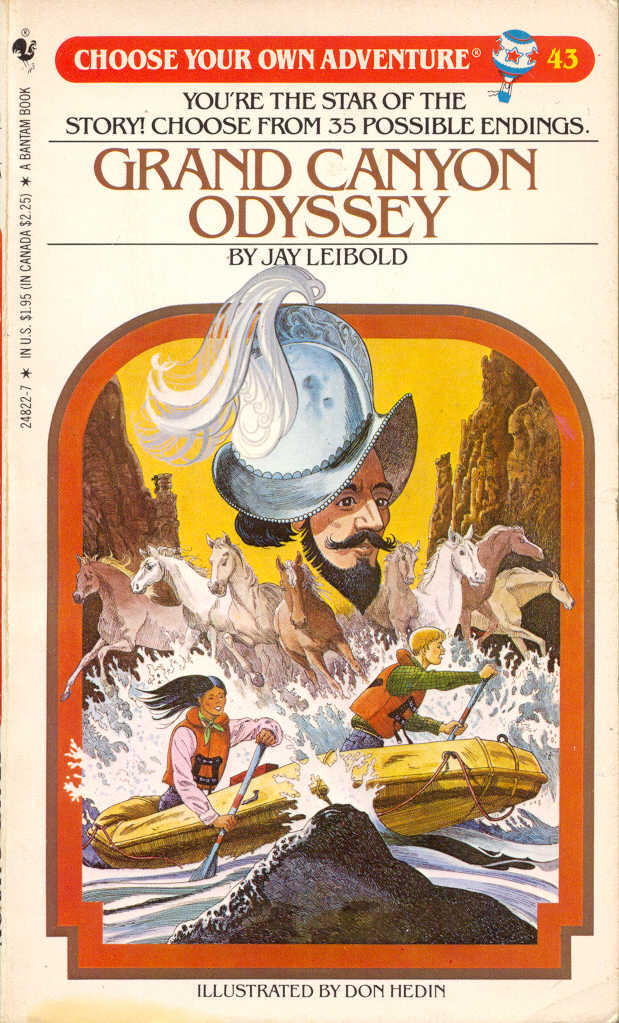 CHOOSE YOUR OWN ADVENTURE® 43
YOU'RE THE STAR OF THE
STORY! CHOOSE FROM 35 POSSIBLE ENDINGS.
GRAND CANYON
ODYSSEY
BY JAY LEIBOLD
24822-7 ★ IN U.S. $1.95 (IN CANADA $2.25) ★ A BANTAM BOOK
ILLUSTRATED BY DON HEDIN